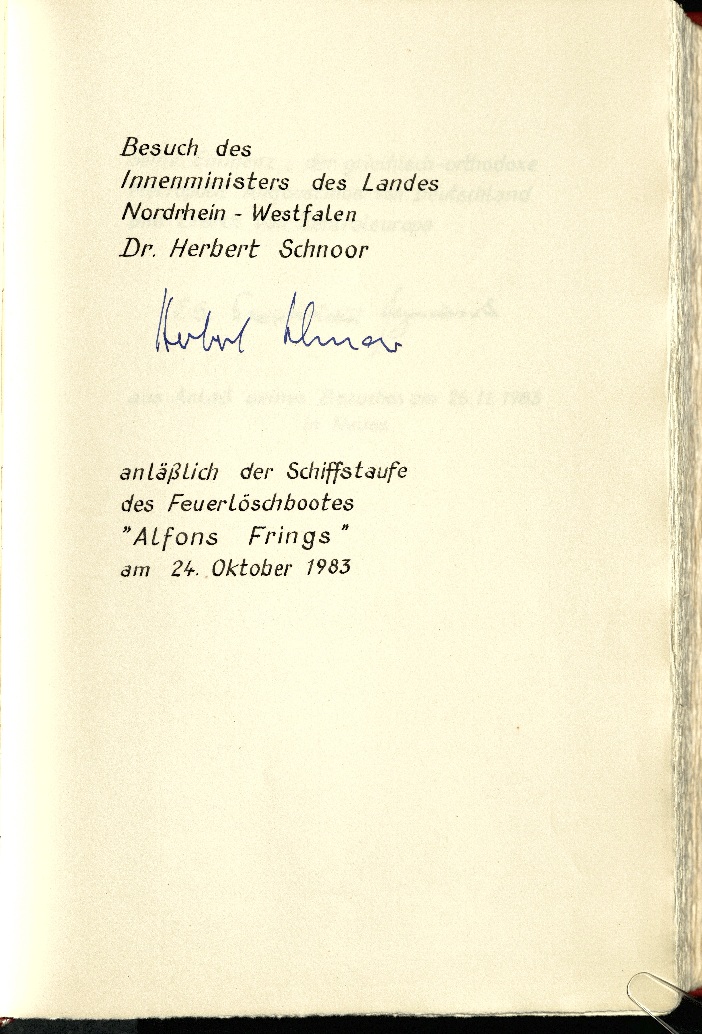 Besuch des
Innenministers des Landes
Nordrhein - Westfalen
Dr. Herbert Schnoor
Herbert Schnoor
anläßlich der Schiffstaufe
des Feuerlöschbootes
"Alfons Frings"
am 24. Oktober 1983